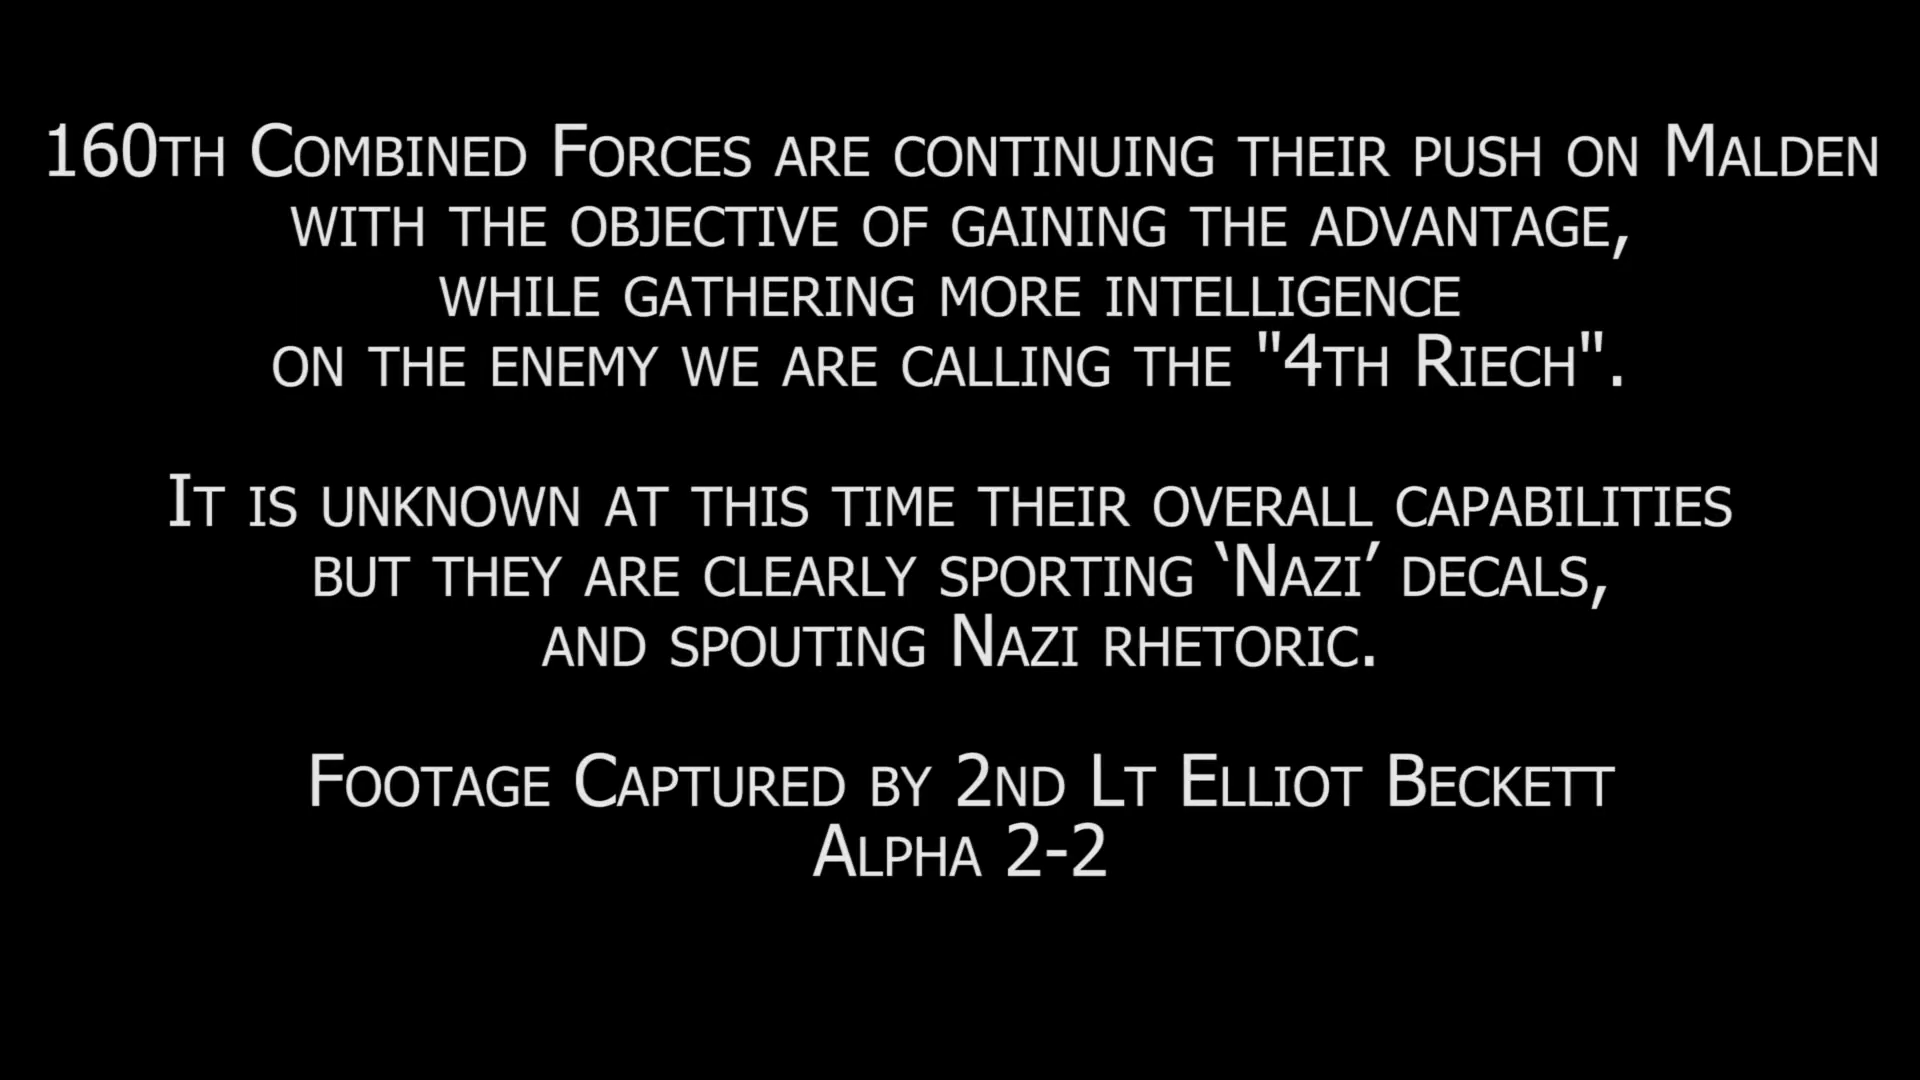 160th Combined Forces are continuing their push on Malden
with the objective of gaining the advantage,
while gathering more intelligence
on the enemy we are calling the "4th Riech".
It is unknown at this time their overall capabilities
but they are clearly sporting ‘Nazi’ decals,
and spouting Nazi rhetoric.
Footage Captured by 2nd Lt Elliot Beckett
Alpha 2-2